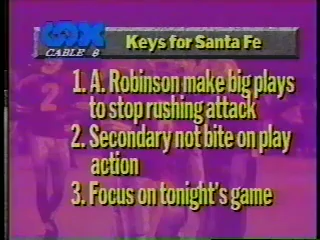 COX
CABLE 8
Keys for Santa Fe
1. A. Robinson make big plays
to stop rushing attack
2. Secondary not bite on play
action
3. Focus on tonight's game